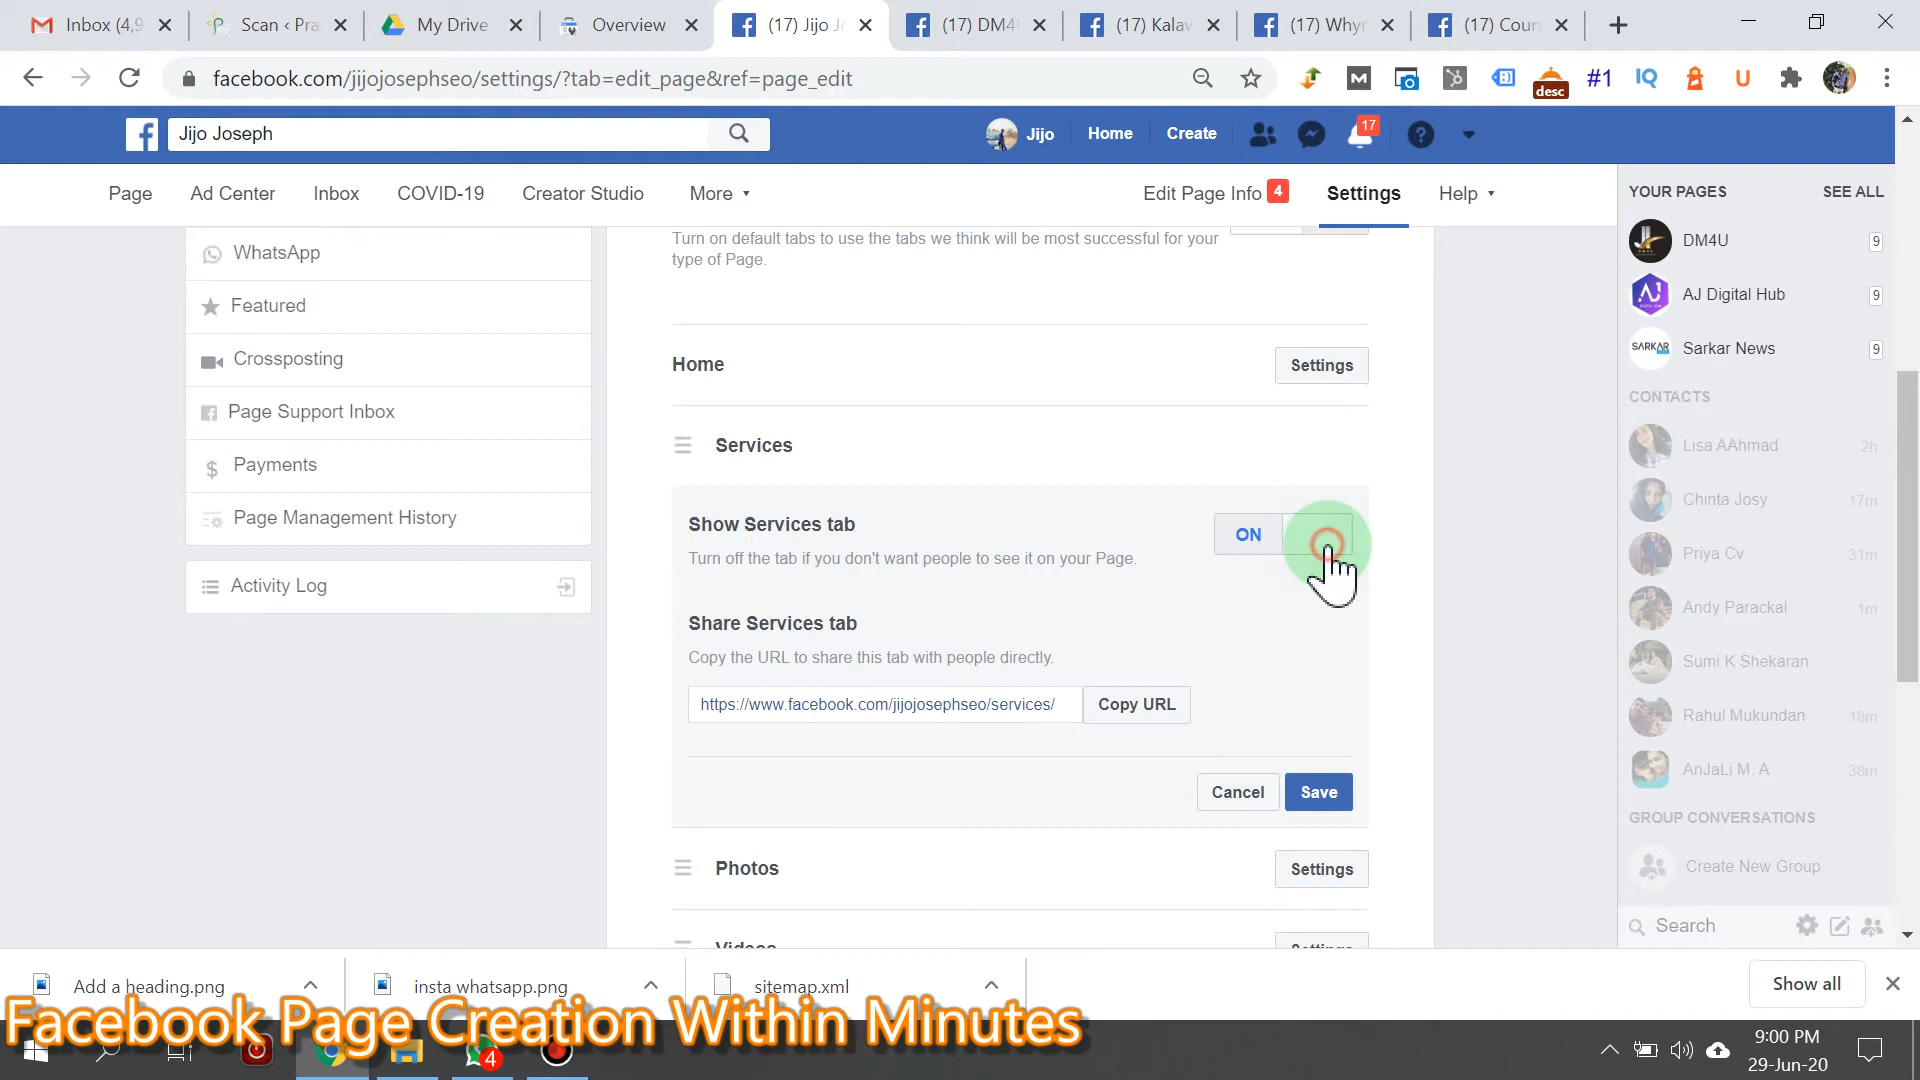 Inbox (4,9
Scan ‹ Pra
My Drive
Overview
(17) Jijo Jo
(17) DM4
(17) Kalav
(17) Whyr
(17) Cours
facebook.com/jijojosephseo/settings/?tab=edit_page&ref=page_edit
desc
#1
IQ
U
Jijo Joseph
Jijo
Home
Create
17
Page
Ad Center
Inbox
COVID-19
Creator Studio
More
Edit Page Info 4
Settings
Help
YOUR PAGES
SEE ALL
WhatsApp
Featured
Crossposting
Page Support Inbox
Payments
Page Management History
Activity Log
Turn on default tabs to use the tabs we think will be most successful for your
type of Page.
Home
Settings
Services
Show Services tab
ON
Turn off the tab if you don't want people to see it on your Page.
Share Services tab
Copy the URL to share this tab with people directly.
https://www.facebook.com/jijojosephseo/services/
Copy URL
Cancel
Save
Photos
Settings
Videos
Settings
DM4U
9
AJ Digital Hub
9
SARKAR
Sarkar News
9
CONTACTS
Lisa AAhmad
2h
Chinta Josy
17m
Priya Cv
31m
Andy Parackal
1m
Sumi K Shekaran
Rahul Mukundan
18m
AnJaLi M. A
38m
GROUP CONVERSATIONS
Create New Group
Search
Add a heading.png
insta whatsapp.png
sitemap.xml
Show all
Facebook Page Creation Within Minutes
4
9:00 PM
29-Jun-20